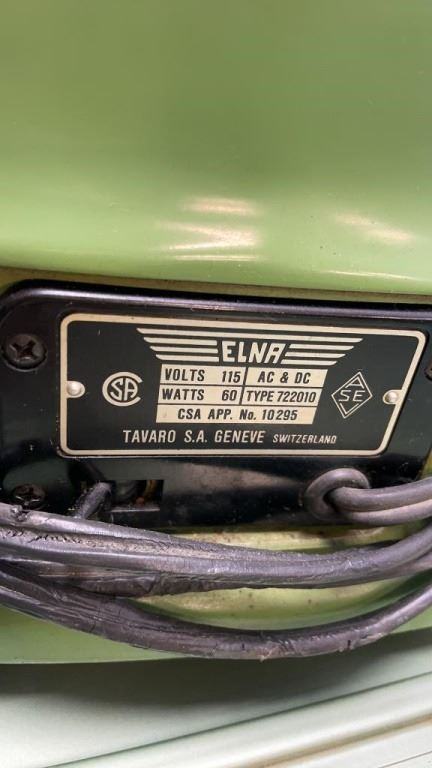 ELNA
VOLTS 115 AC & DC
WATTS 60 TYPE 722010
CSA APP. No. 10295
TAVARO S.A. GENEVE SWITZERLAND
SA
ASE